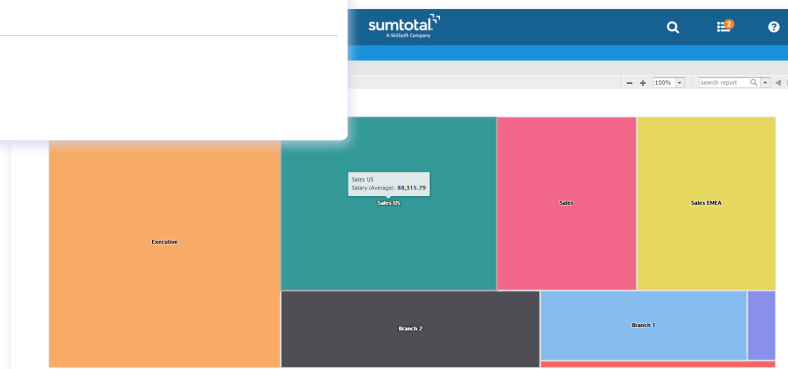 sumtotal
A Skillsoft Company
2
?
100%
search report
Sales US
Salary (Average): 88,315.79
Sales US
Sales
Sales EMEA
Executive
Branch 2
Branch 1